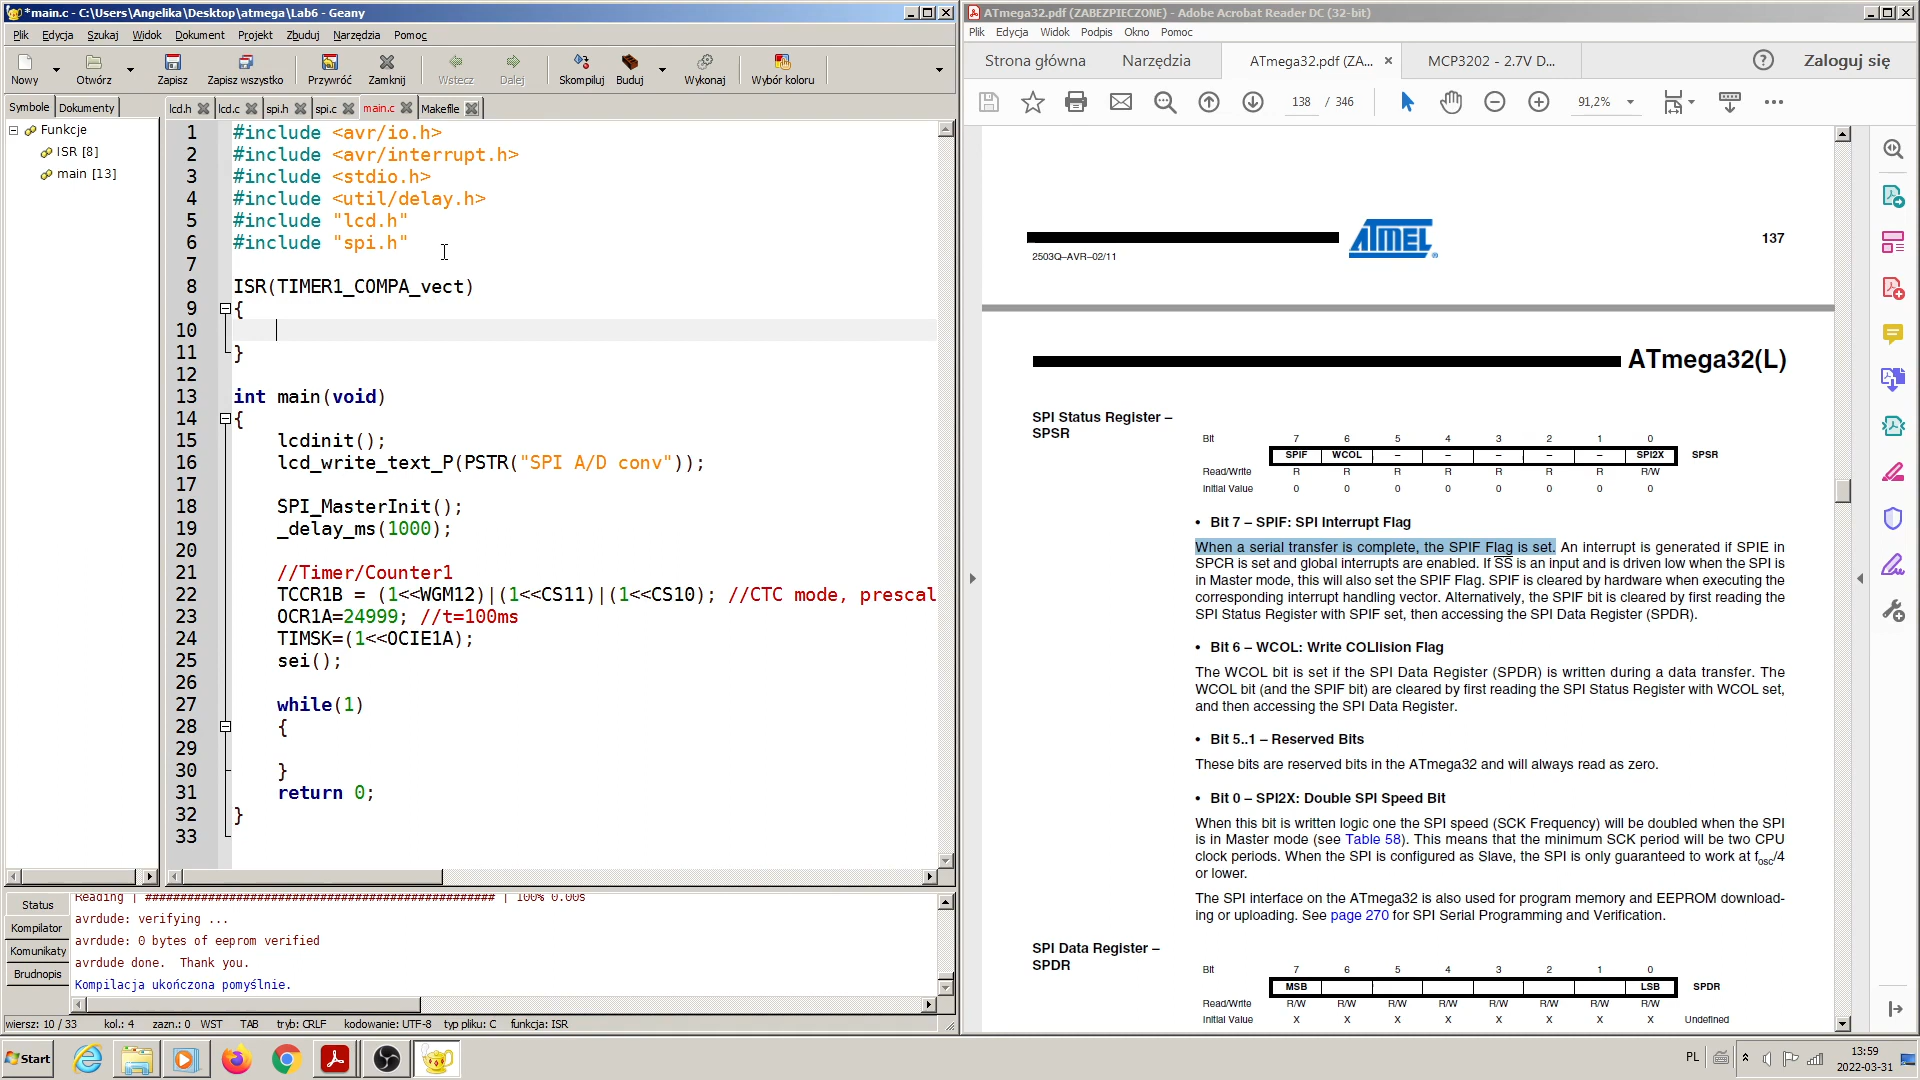 *main.c - C:\Users\Angelika\Desktop\atmega\Lab6 - Geany
Plik Edycja Szukaj Widok Dokument Projekt Zbuduj Narzędzia Pomoc
Nowy Otwórz Zapisz Zapisz wszystko Przywróć Zamknij Wstecz Dalej Skompiluj Buduj Wykonaj Wybór koloru
Symbole Dokumenty
lcd.h lcd.c spi.h spi.c main.c Makefile
Funkcje
ISR [8]
main [13]
1 #include <avr/io.h>
2 #include <avr/interrupt.h>
3 #include <stdio.h>
4 #include <util/delay.h>
5 #include "lcd.h"
6 #include "spi.h"
7
8 ISR(TIMER1_COMPA_vect)
9 {
10
11 }
12
13 int main(void)
14 {
15 lcdinit();
16 lcd_write_text_P(PSTR("SPI A/D conv"));
17
18 SPI_MasterInit();
19 _delay_ms(1000);
20
21 //Timer/Counter1
22 TCCR1B = (1<<WGM12)|(1<<CS11)|(1<<CS10); //CTC mode, prescal
23 OCR1A=24999; //t=100ms
24 TIMSK=(1<<OCIE1A);
25 sei();
26
27 while(1)
28 {
29
30 }
31 return 0;
32 }
33
Status
Kompilator
Komunikaty
Brudnopis
Reading | ################################################## | 100% 0.00s
avrdude: verifying ...
avrdude: 0 bytes of eeprom verified
avrdude done. Thank you.
Kompilacja ukończona pomyślnie.
wiersz: 10 / 33 kol.: 4 zazn.: 0 WST TAB tryb: CRLF kodowanie: UTF-8 typ pliku: C funkcja: ISR
ATmega32.pdf (ZABEZPIECZONE) - Adobe Acrobat Reader DC (32-bit)
Plik Edycja Widok Podpis Okno Pomoc
Strona główna Narzędzia ATmega32.pdf (ZA... × MCP3202 - 2.7V D... Zaloguj się
138 / 346 91,2%
ATMEL
137
2503Q–AVR–02/11
ATmega32(L)
SPI Status Register –
SPSR
Bit 7 6 5 4 3 2 1 0
SPIF WCOL – – – – – SPI2X SPSR
Read/Write R R R R R R R R/W
Initial Value 0 0 0 0 0 0 0 0
• Bit 7 – SPIF: SPI Interrupt Flag
When a serial transfer is complete, the SPIF Flag is set. An interrupt is generated if SPIE in
SPCR is set and global interrupts are enabled. If SS is an input and is driven low when the SPI is
in Master mode, this will also set the SPIF Flag. SPIF is cleared by hardware when executing the
corresponding interrupt handling vector. Alternatively, the SPIF bit is cleared by first reading the
SPI Status Register with SPIF set, then accessing the SPI Data Register (SPDR).
• Bit 6 – WCOL: Write COLlision Flag
The WCOL bit is set if the SPI Data Register (SPDR) is written during a data transfer. The
WCOL bit (and the SPIF bit) are cleared by first reading the SPI Status Register with WCOL set,
and then accessing the SPI Data Register.
• Bit 5..1 – Reserved Bits
These bits are reserved bits in the ATmega32 and will always read as zero.
• Bit 0 – SPI2X: Double SPI Speed Bit
When this bit is written logic one the SPI speed (SCK Frequency) will be doubled when the SPI
is in Master mode (see Table 58). This means that the minimum SCK period will be two CPU
clock periods. When the SPI is configured as Slave, the SPI is only guaranteed to work at fosc/4
or lower.
The SPI interface on the ATmega32 is also used for program memory and EEPROM download-
ing or uploading. See page 270 for SPI Serial Programming and Verification.
SPI Data Register –
SPDR
Bit 7 6 5 4 3 2 1 0
MSB LSB SPDR
Read/Write R/W R/W R/W R/W R/W R/W R/W R/W
Initial Value X X X X X X X X Undefined
Start
PL
13:59
2022-03-31